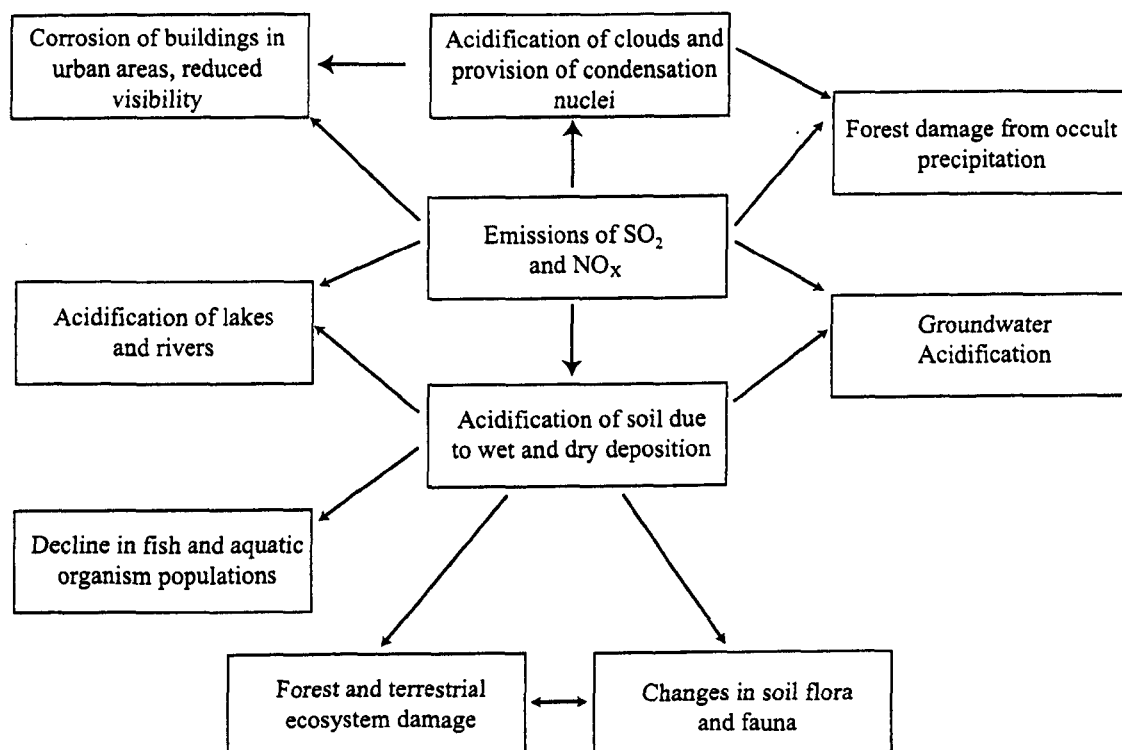 Corrosion of buildings in
urban areas, reduced
visibility
Acidification of clouds and
provision of condensation
nuclei
Forest damage from occult
precipitation
Emissions of SO₂
and NOₓ
Acidification of lakes
and rivers
Groundwater
Acidification
Acidification of soil due
to wet and dry deposition
Decline in fish and aquatic
organism populations
Forest and terrestrial
ecosystem damage
Changes in soil flora
and fauna